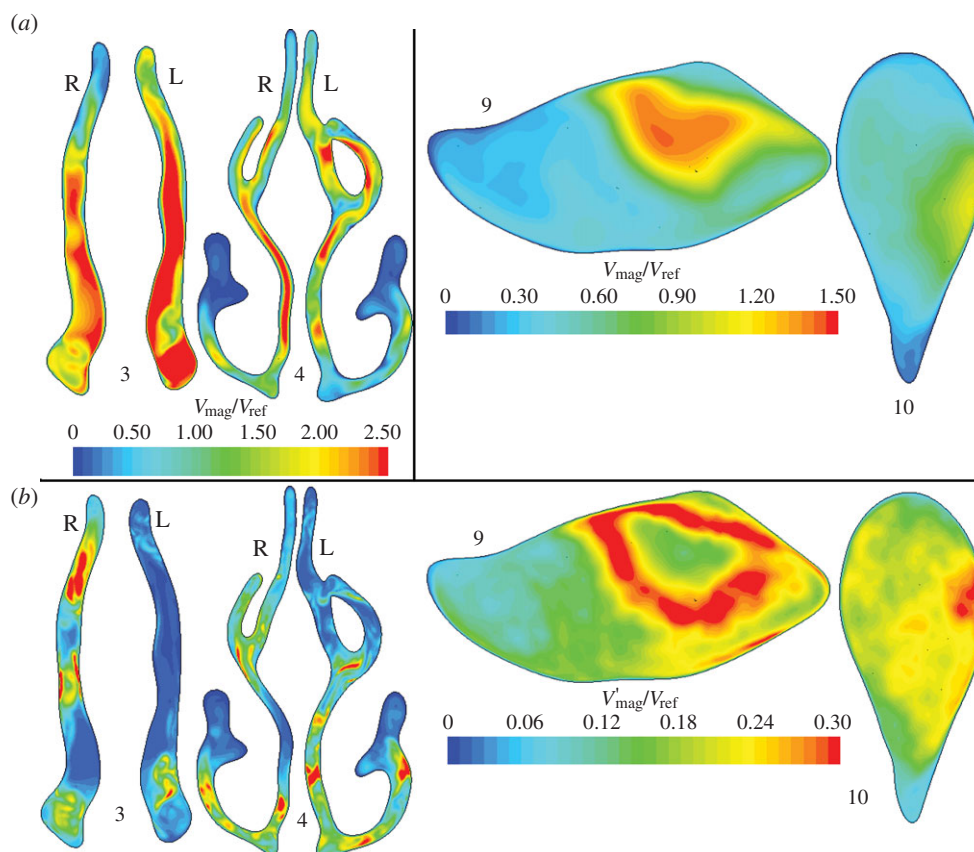 (a)
R L
3 4
V_mag/V_ref
0 0.50 1.00 1.50 2.00 2.50
9
V_mag/V_ref
0 0.30 0.60 0.90 1.20 1.50
10
(b)
R L
R L
3 4
9
V'_mag/V_ref
0 0.06 0.12 0.18 0.24 0.30
10